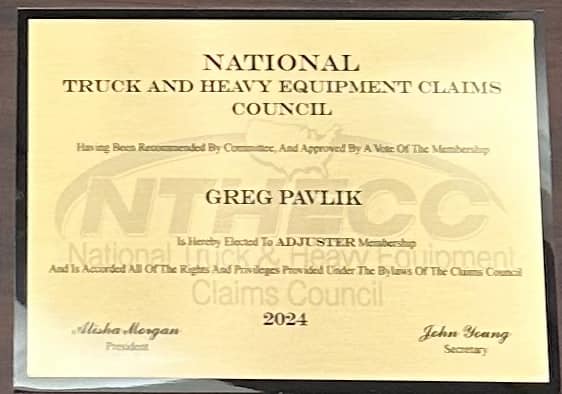 NATIONAL
TRUCK AND HEAVY EQUIPMENT CLAIMS
COUNCIL
Having Been Recommended By Committee, And Approved By A Vote Of The Membership
NTHECC
GREG PAVLIK
Is Hereby Elected To ADJUSTER Membership
National Truck & Heavy Equipment
And Is Accorded All Of The Rights And Privileges Provided Under The Bylaws Of The Claims Council
Claims Council
2024
Alisha Morgan
President
John Young
Secretary